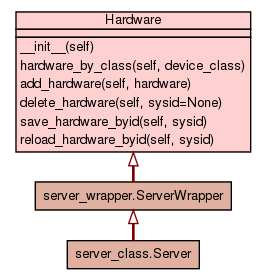 Hardware
__init__(self)
hardware_by_class(self, device_class)
add_hardware(self, hardware)
delete_hardware(self, sysid=None)
save_hardware_byid(self, sysid)
reload_hardware_byid(self, sysid)
server_wrapper.ServerWrapper
server_class.Server